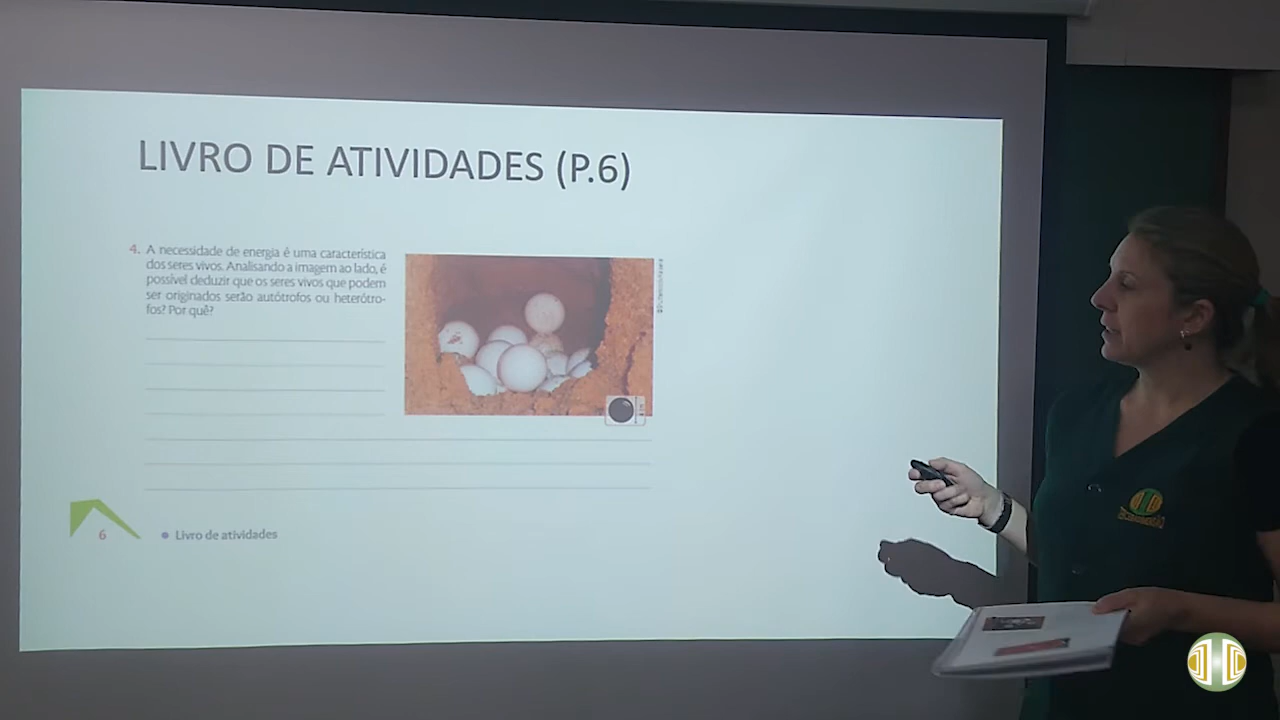 LIVRO DE ATIVIDADES (P.6)
4. A necessidade de energia é uma característica
dos seres vivos. Analisando a imagem ao lado, é
possível deduzir que os seres vivos que podem
ser originados serão autótrofos ou heterótro-
fos? Por quê?
6
• Livro de atividades